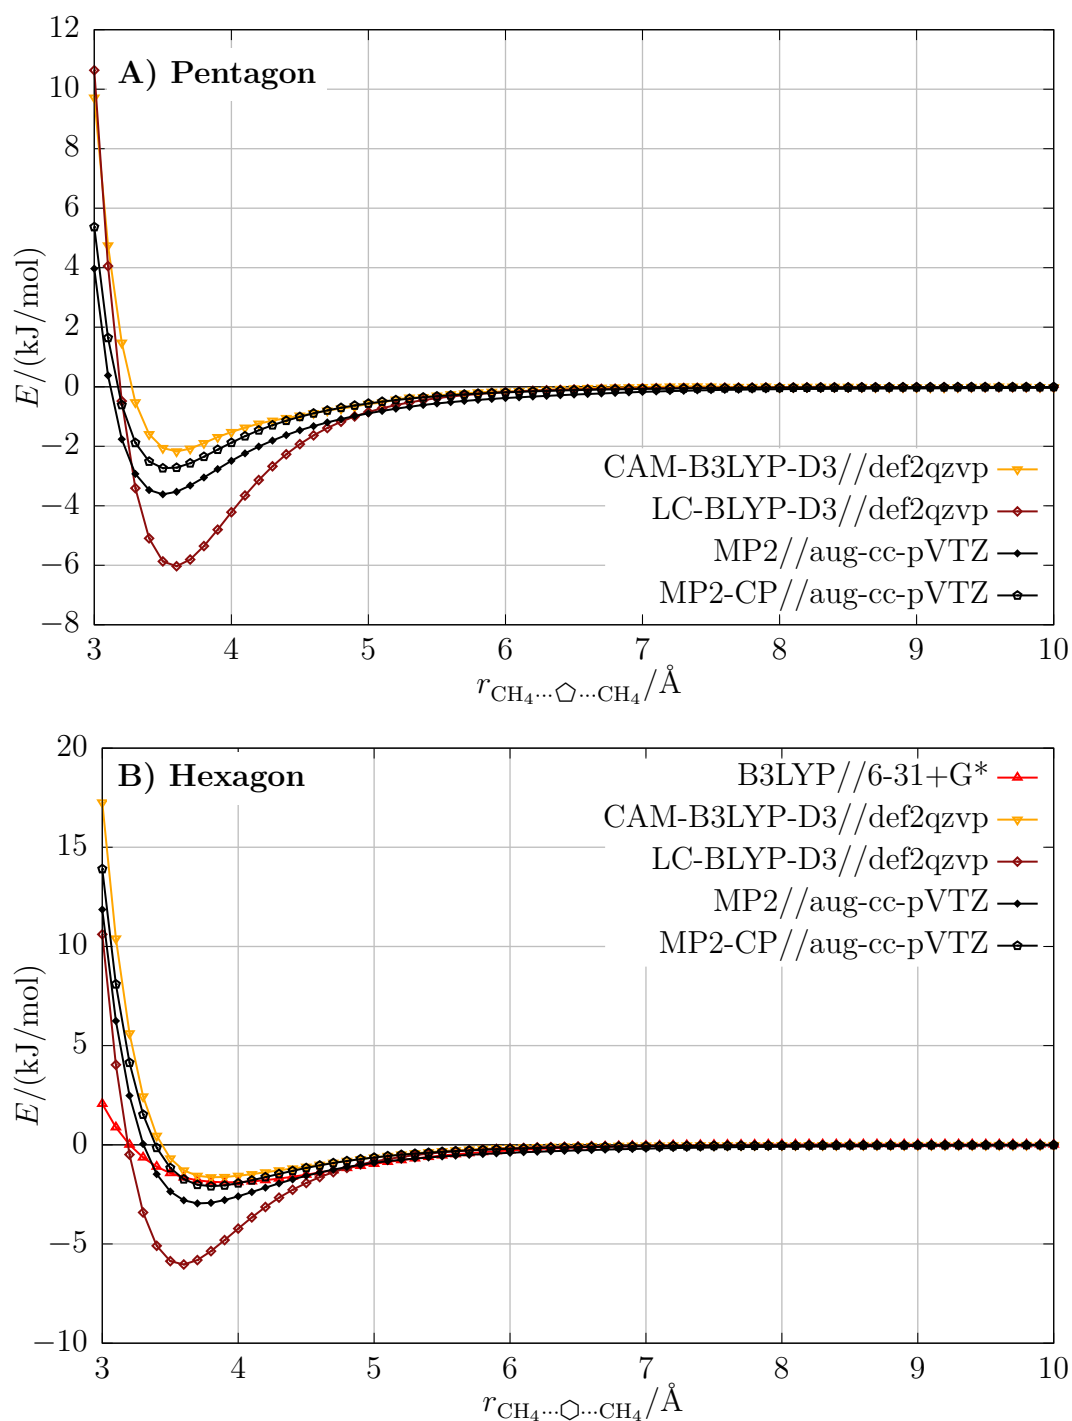 A) Pentagon
12
10
8
6
4
2
0
−2
−4
−6
−8
E/(kJ/mol)
CAM-B3LYP-D3//def2qzvp
LC-BLYP-D3//def2qzvp
MP2//aug-cc-pVTZ
MP2-CP//aug-cc-pVTZ
3 4 5 6 7 8 9 10
r_{CH₄···⬠···CH₄}/Å
B) Hexagon
20
15
10
5
0
−5
−10
E/(kJ/mol)
B3LYP//6-31+G*
CAM-B3LYP-D3//def2qzvp
LC-BLYP-D3//def2qzvp
MP2//aug-cc-pVTZ
MP2-CP//aug-cc-pVTZ
3 4 5 6 7 8 9 10
r_{CH₄···⬡···CH₄}/Å